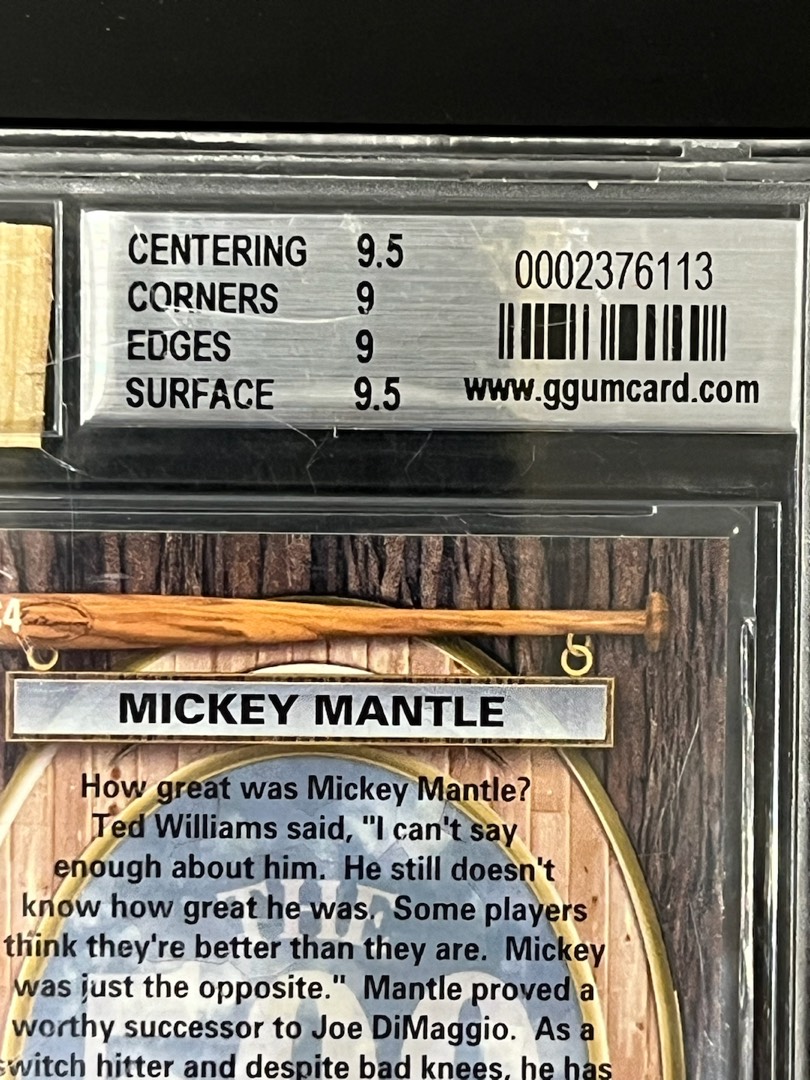 CENTERING 9.5
CORNERS 9
EDGES 9
SURFACE 9.5
0002376113
www.ggumcard.com
MICKEY MANTLE
How great was Mickey Mantle?
Ted Williams said, "I can't say
enough about him. He still doesn't
know how great he was. Some players
think they're better than they are. Mickey
was just the opposite." Mantle proved a
worthy successor to Joe DiMaggio. As a
switch hitter and despite bad knees, he has
THE